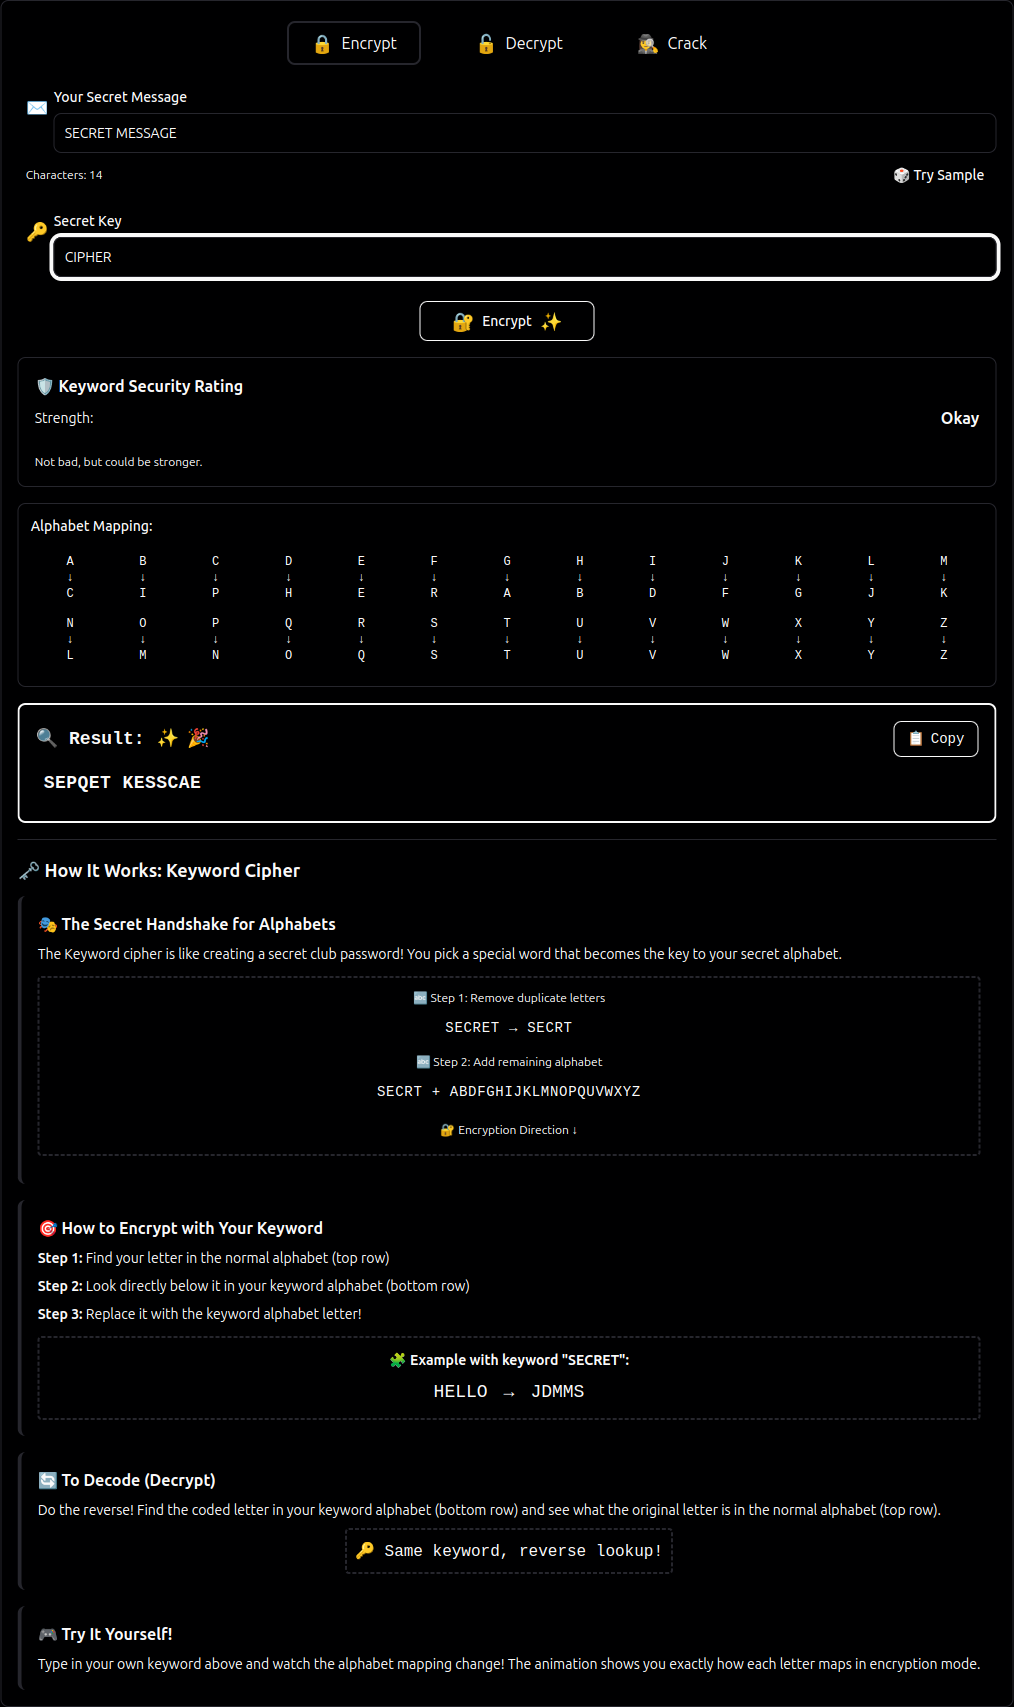 Encrypt Decrypt Crack
Your Secret Message
SECRET MESSAGE
Characters: 14 Try Sample
Secret Key
CIPHER
Encrypt
Keyword Security Rating
Strength: Okay
Not bad, but could be stronger.
Alphabet Mapping:
A B C D E F G H I J K L M
↓ ↓ ↓ ↓ ↓ ↓ ↓ ↓ ↓ ↓ ↓ ↓ ↓
C I P H E R A B D F G J K
N O P Q R S T U V W X Y Z
↓ ↓ ↓ ↓ ↓ ↓ ↓ ↓ ↓ ↓ ↓ ↓ ↓
L M N O Q S T U V W X Y Z
Result: Copy
SEPQET KESSCAE
How It Works: Keyword Cipher
The Secret Handshake for Alphabets
The Keyword cipher is like creating a secret club password! You pick a special word that becomes the key to your secret alphabet.
Step 1: Remove duplicate letters
SECRET → SECRT
Step 2: Add remaining alphabet
SECRT + ABDFGHIJKLMNOPQUVWXYZ
Encryption Direction ↓
How to Encrypt with Your Keyword
Step 1: Find your letter in the normal alphabet (top row)
Step 2: Look directly below it in your keyword alphabet (bottom row)
Step 3: Replace it with the keyword alphabet letter!
Example with keyword "SECRET":
HELLO → JDMMS
To Decode (Decrypt)
Do the reverse! Find the coded letter in your keyword alphabet (bottom row) and see what the original letter is in the normal alphabet (top row).
Same keyword, reverse lookup!
Try It Yourself!
Type in your own keyword above and watch the alphabet mapping change! The animation shows you exactly how each letter maps in encryption mode.